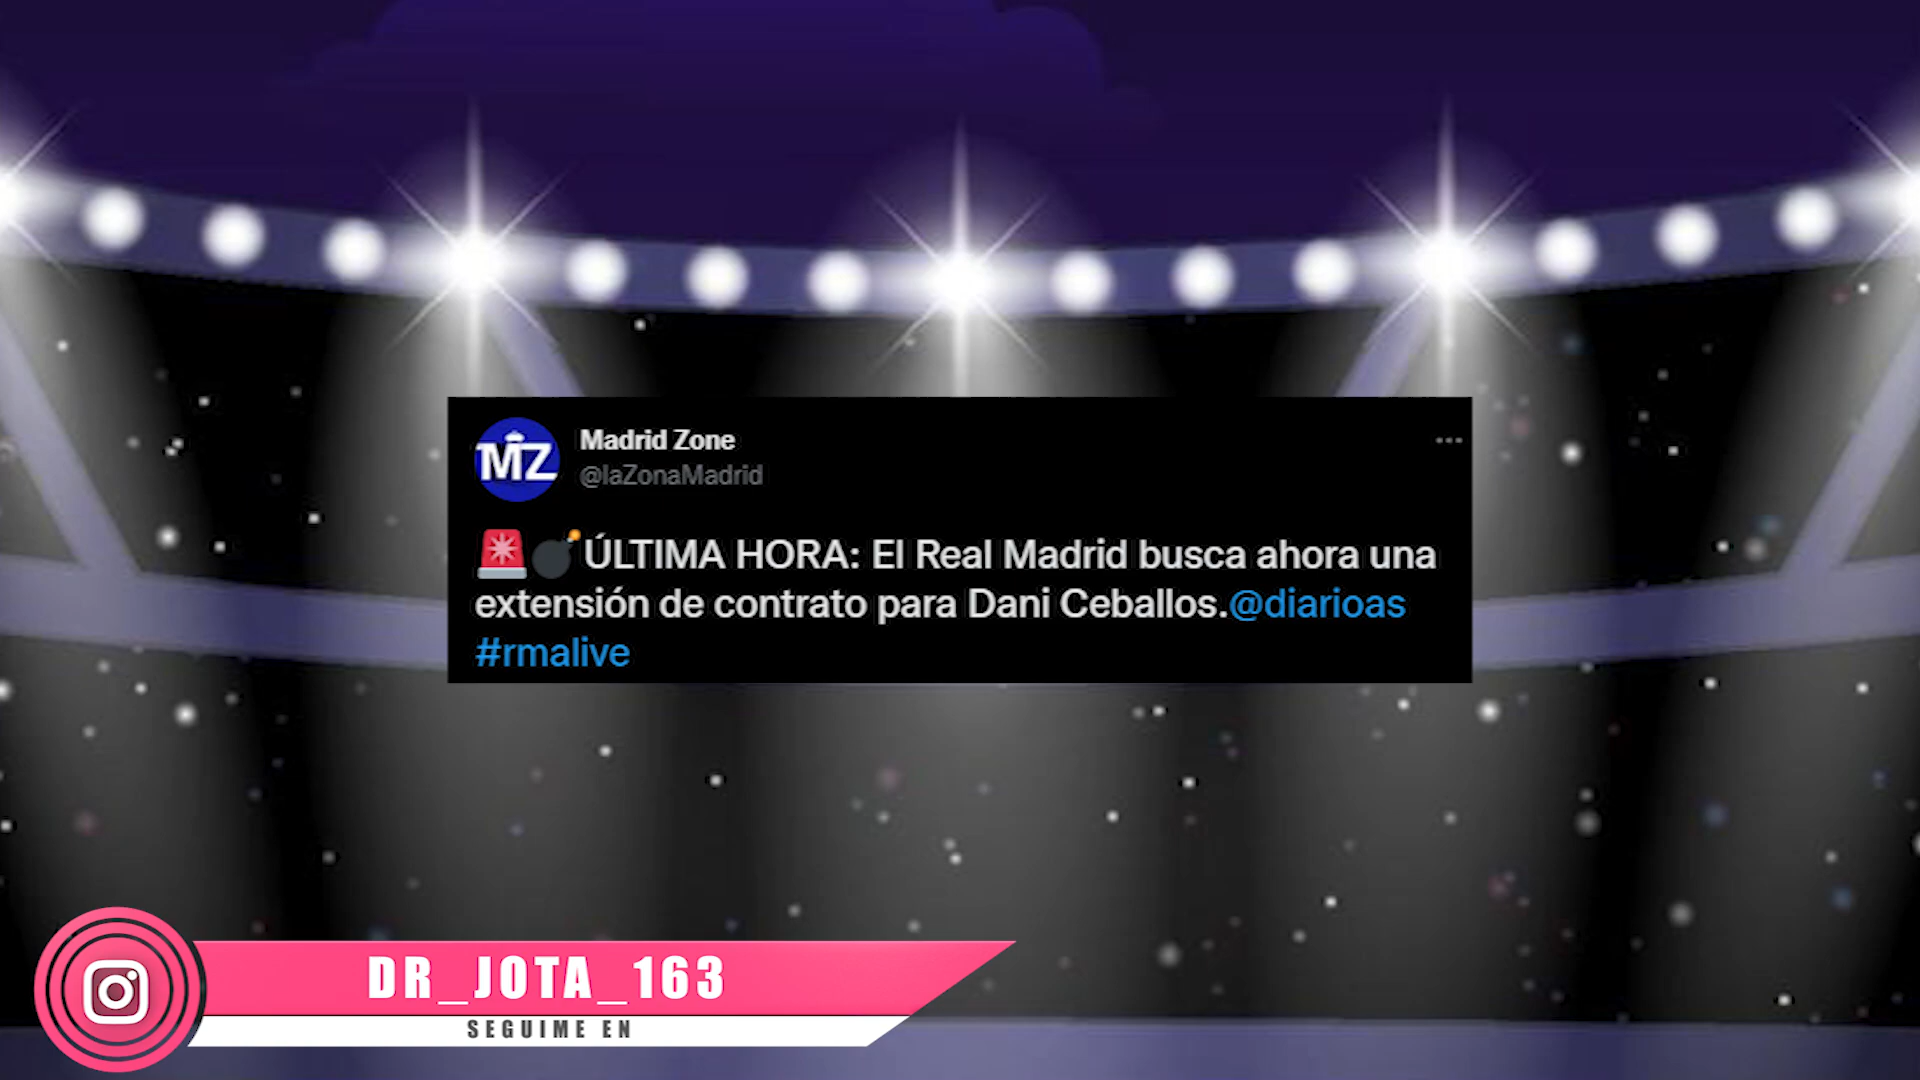 MZ
Madrid Zone
@laZonaMadrid
🚨💣ÚLTIMA HORA: El Real Madrid busca ahora una
extensión de contrato para Dani Ceballos.@diarioas
#rmalive
DR_JOTA_163
SEGUIME EN